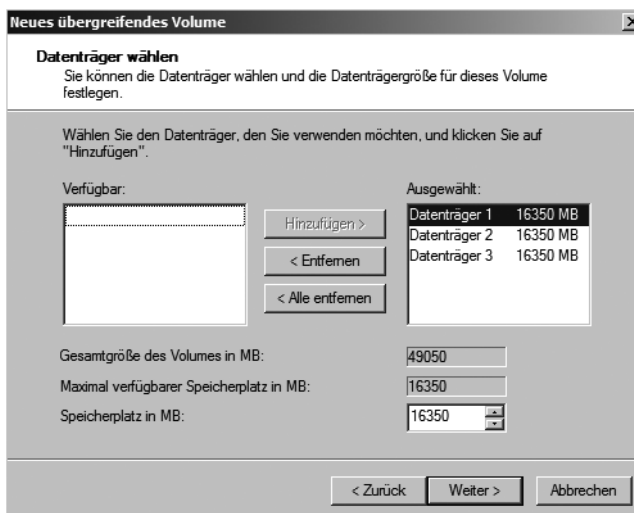 Neues übergreifendes Volume
Datenträger wählen
Sie können die Datenträger wählen und die Datenträgergröße für dieses Volume
festlegen.
Wählen Sie den Datenträger, den Sie verwenden möchten, und klicken Sie auf
"Hinzufügen".
Verfügbar:
Ausgewählt:
Hinzufügen >
< Entfernen
< Alle entfernen
Datenträger 1 16350 MB
Datenträger 2 16350 MB
Datenträger 3 16350 MB
Gesamtgröße des Volumes in MB: 49050
Maximal verfügbarer Speicherplatz in MB: 16350
Speicherplatz in MB: 16350
< Zurück Weiter > Abbrechen